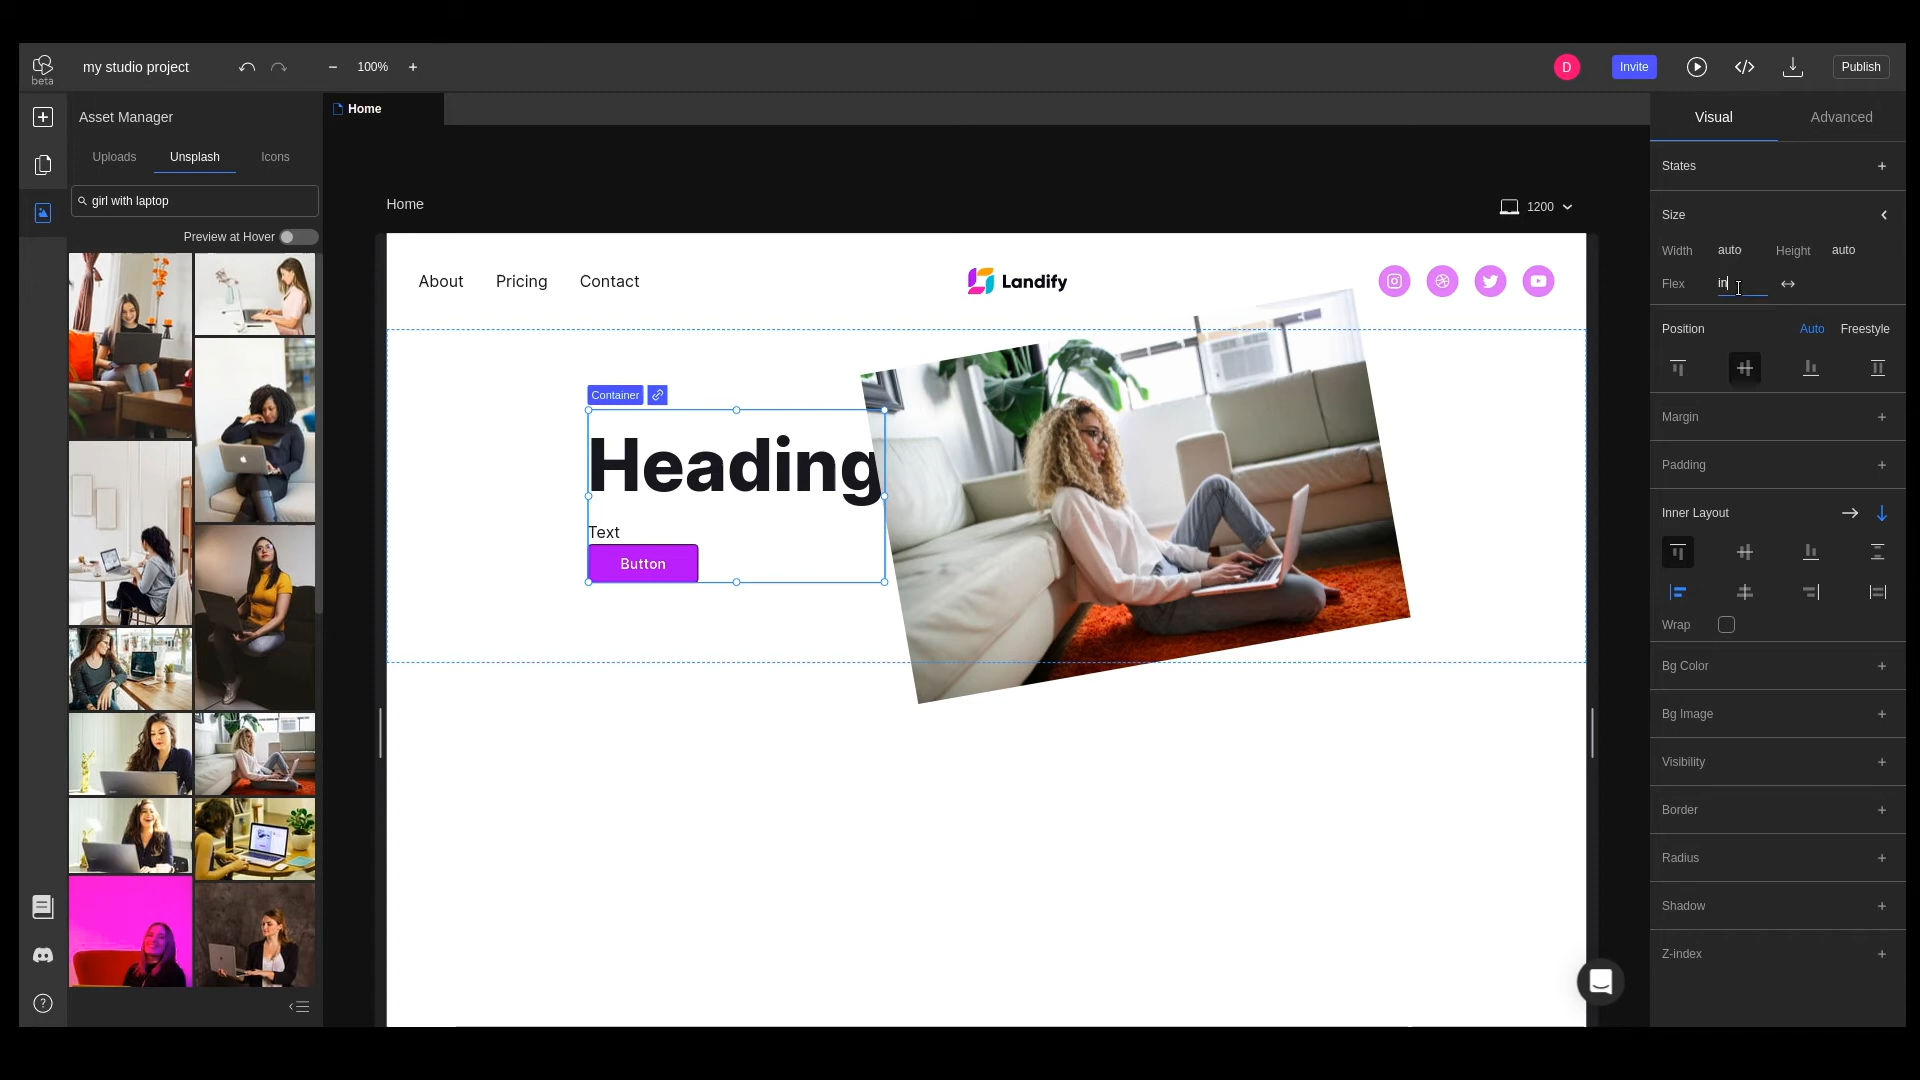 beta
my studio project
100%
D
Invite
Publish
Asset Manager
Uploads
Unsplash
Icons
girl with laptop
Preview at Hover
Home
Home
1200
About
Pricing
Contact
Landify
Container
Heading
Text
Button
Visual
Advanced
States
Size
Width
auto
Height
auto
Flex
in
Position
Auto
Freestyle
Margin
Padding
Inner Layout
Wrap
Bg Color
Bg Image
Visibility
Border
Radius
Shadow
Z-index